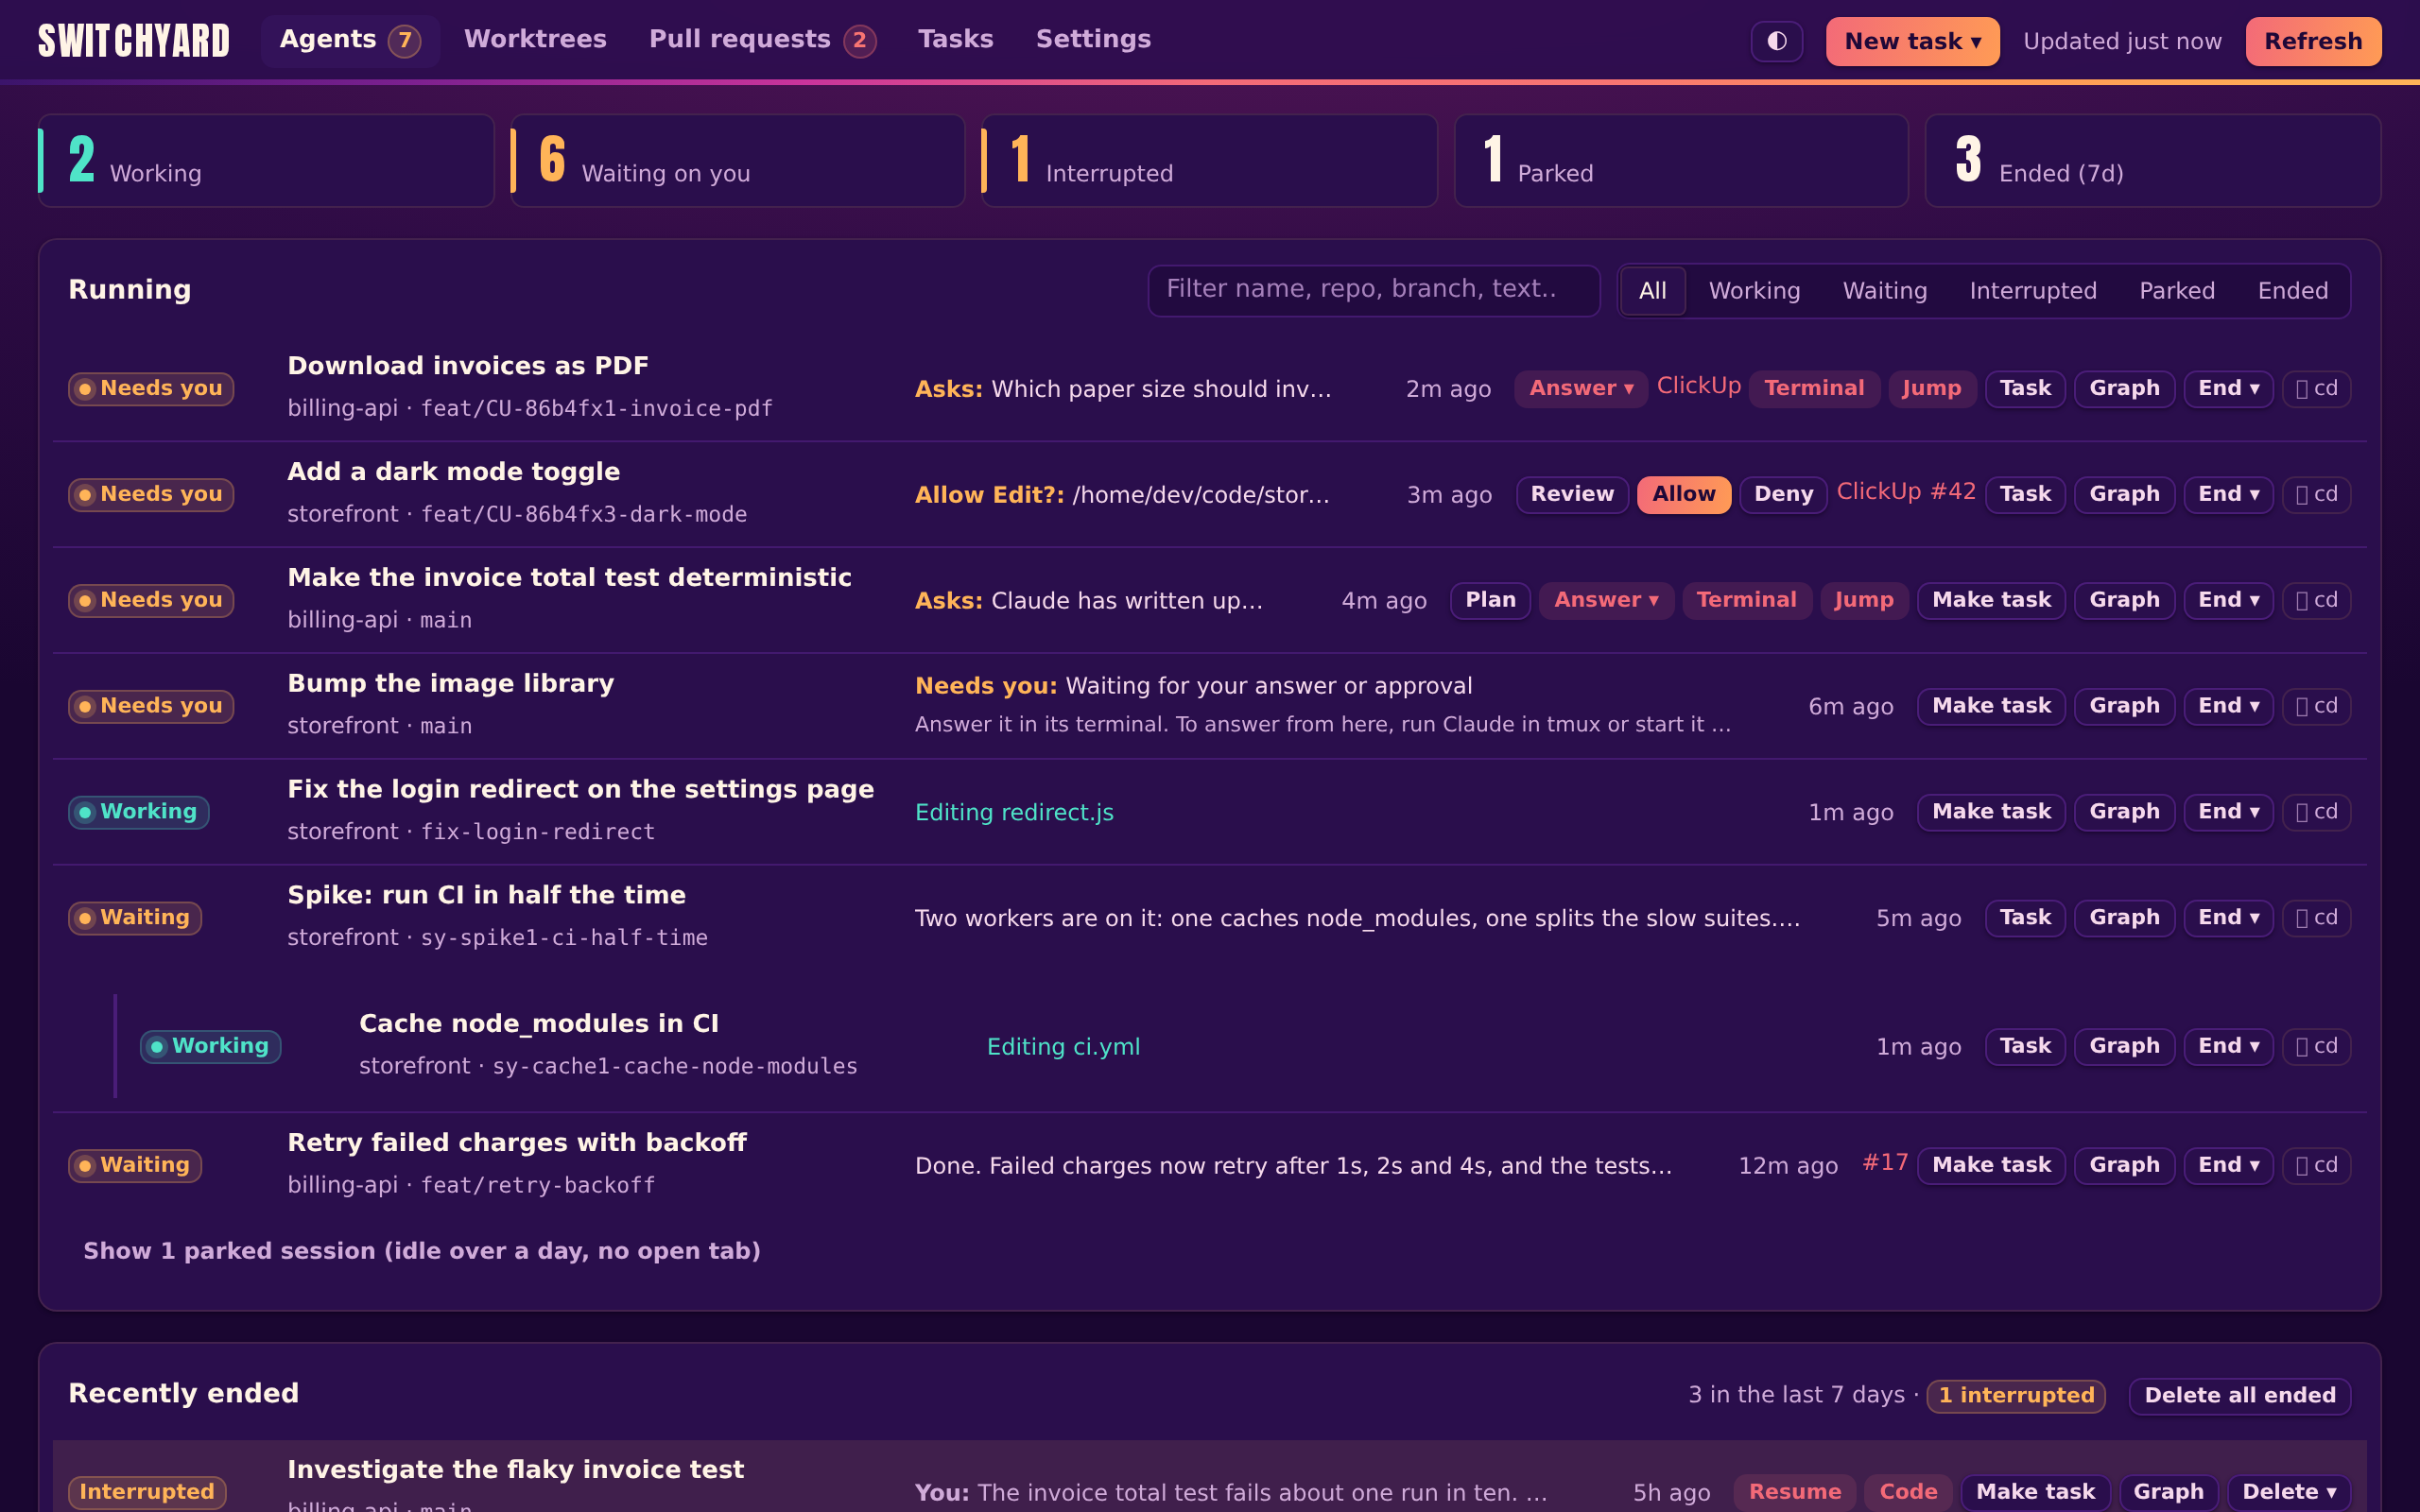 SWITCHYARD Agents 7 Worktrees Pull requests 2 Tasks Settings New task ▾ Updated just now Refresh
2 Working 6 Waiting on you 1 Interrupted 1 Parked 3 Ended (7d)
Running Filter name, repo, branch, text.. All Working Waiting Interrupted Parked Ended
Download invoices as PDF
Needs you Asks: Which paper size should inv... 2m ago Answer ▾ ClickUp Terminal Jump Task Graph End ▾ cd
billing-api · feat/CU-86b4fx1-invoice-pdf
Add a dark mode toggle
Needs you Allow Edit?: /home/dev/code/stor... 3m ago Review Allow Deny ClickUp #42 Task Graph End ▾ cd
storefront · feat/CU-86b4fx3-dark-mode
Make the invoice total test deterministic
Needs you Asks: Claude has written up... 4m ago Plan Answer ▾ Terminal Jump Make task Graph End ▾ cd
billing-api · main
Bump the image library
Needs you: Waiting for your answer or approval
Needs you 6m ago Make task Graph End ▾ cd
storefront · main Answer it in its terminal. To answer from here, run Claude in tmux or start it ...
Fix the login redirect on the settings page
Working Editing redirect.js 1m ago Make task Graph End ▾ cd
storefront · fix-login-redirect
Spike: run CI in half the time
Waiting Two workers are on it: one caches node_modules, one splits the slow suites.... 5m ago Task Graph End ▾ cd
storefront · sy-spike1-ci-half-time
Cache node_modules in CI
Working Editing ci.yml 1m ago Task Graph End ▾ cd
storefront · sy-cache1-cache-node-modules
Retry failed charges with backoff
Waiting Done. Failed charges now retry after 1s, 2s and 4s, and the tests... 12m ago #17 Make task Graph End ▾ cd
billing-api · feat/retry-backoff
Show 1 parked session (idle over a day, no open tab)
Recently ended 3 in the last 7 days · 1 interrupted Delete all ended
Investigate the flaky invoice test
Interrupted You: The invoice total test fails about one run in ten. ... 5h ago Resume Code Make task Graph Delete ▾
billing-api · main